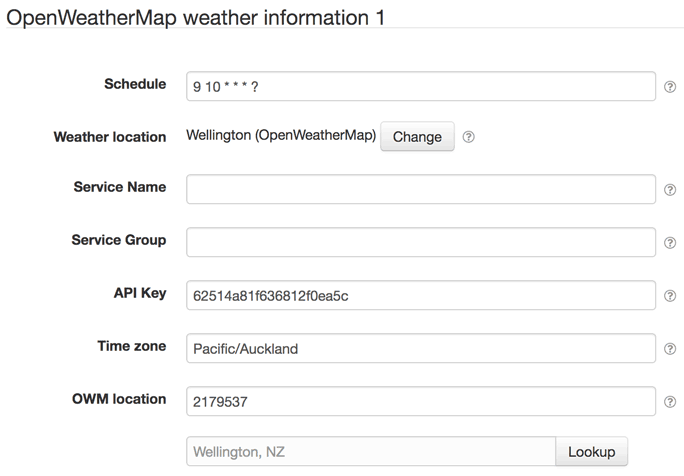 OpenWeatherMap weather information 1
Schedule 9 10 * * * ?
Weather location Wellington (OpenWeatherMap) Change
Service Name
Service Group
API Key 62514a81f636812f0ea5c
Time zone Pacific/Auckland
OWM location 2179537
Wellington, NZ Lookup